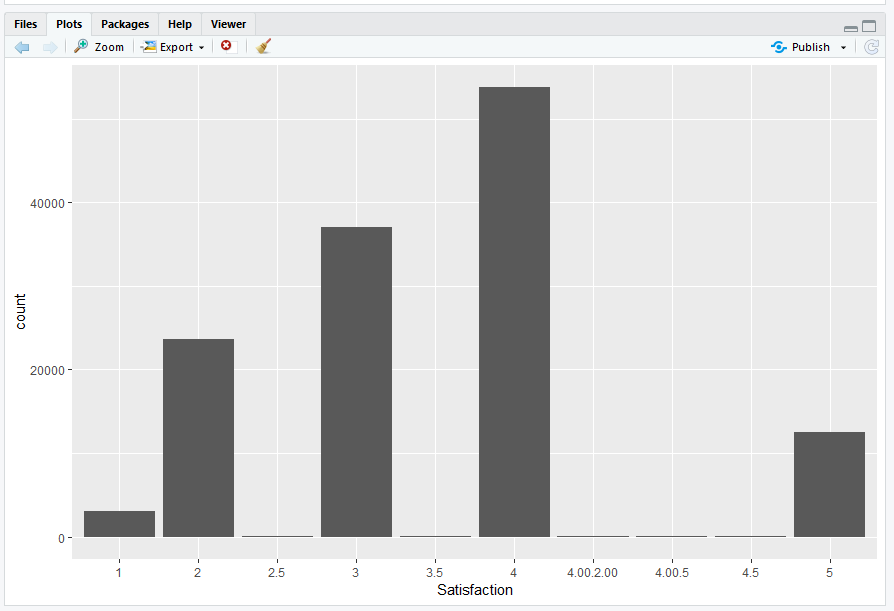 Files Plots Packages Help Viewer
Zoom Export Publish
40000
20000
0
count
1 2 2.5 3 3.5 4 4.00.2.00 4.00.5 4.5 5
Satisfaction